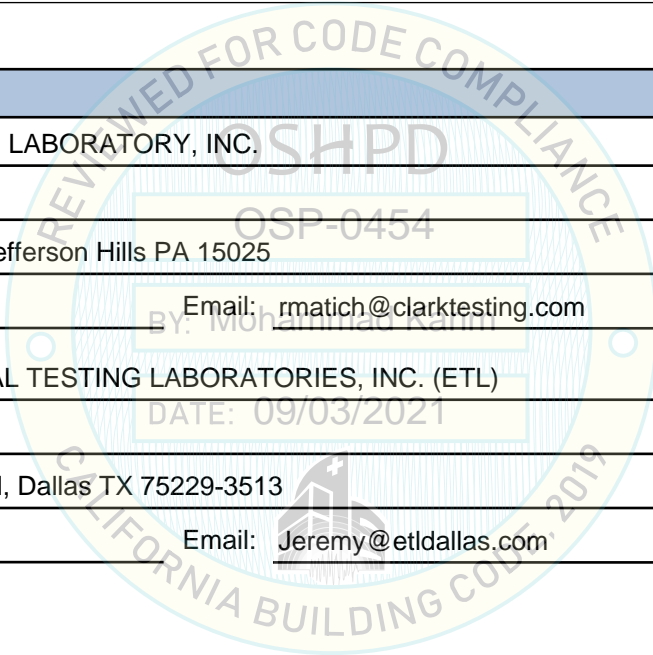 REVIEWED FOR CODE COMPLIANCE
LABORATORY, INC.
OSHPD
OSP-0454
efferson Hills PA 15025
Email: rmatich@clarktesting.com
BY: Mohammad Karim
AL TESTING LABORATORIES, INC. (ETL)
DATE: 09/03/2021
, Dallas TX 75229-3513
Email: Jeremy@etldallas.com
CALIFORNIA BUILDING CODE, 2019